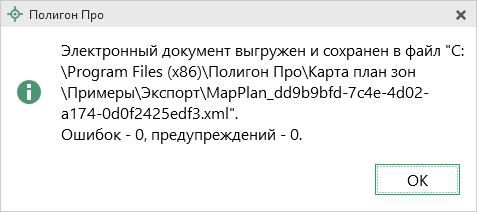 Полигон Про
Электронный документ выгружен и сохранен в файл "C:
\Program Files (x86)\Полигон Про\Карта план зон
\Примеры\Экспорт\MapPlan_dd9b9bfd-7c4e-4d02-
a174-0d0f2425edf3.xml".
Ошибок - 0, предупреждений - 0.
OK